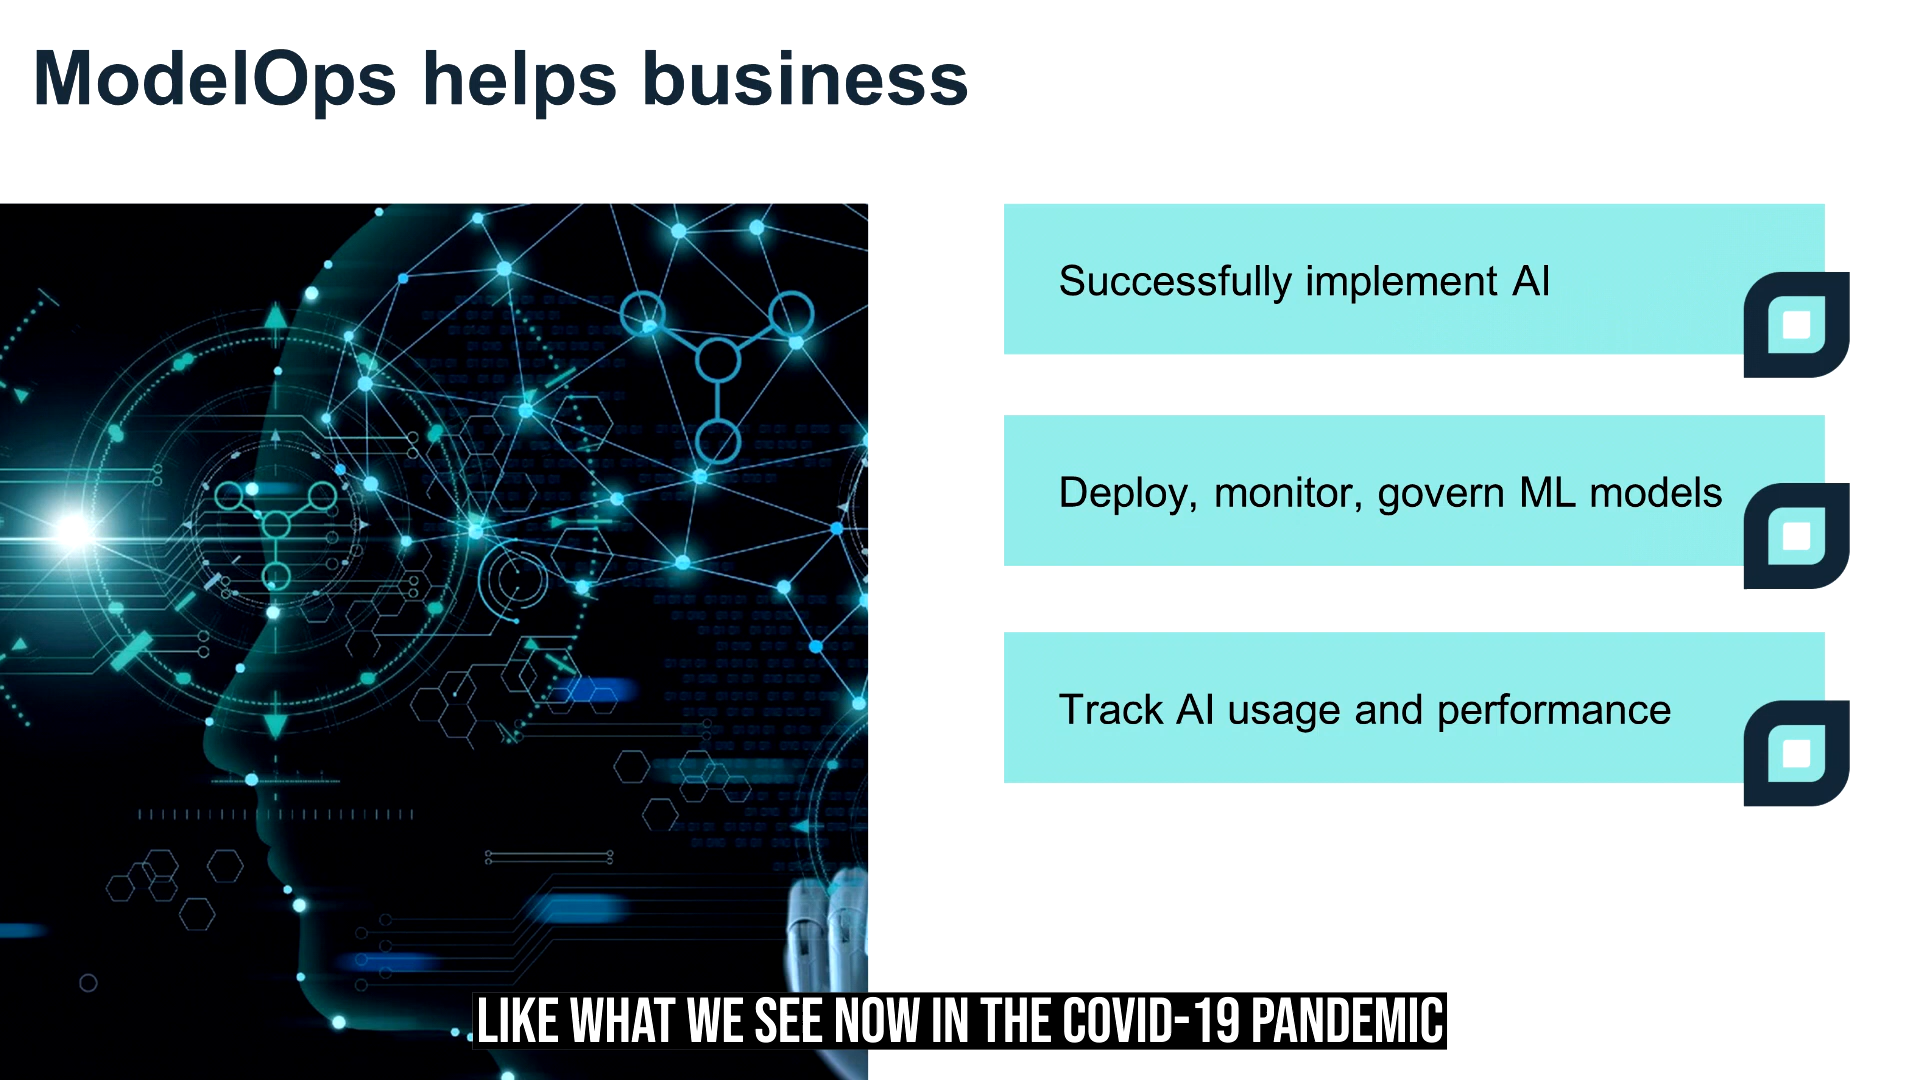 ModelOps helps business
Successfully implement AI
Deploy, monitor, govern ML models
Track AI usage and performance
LIKE WHAT WE SEE NOW IN THE COVID-19 PANDEMIC